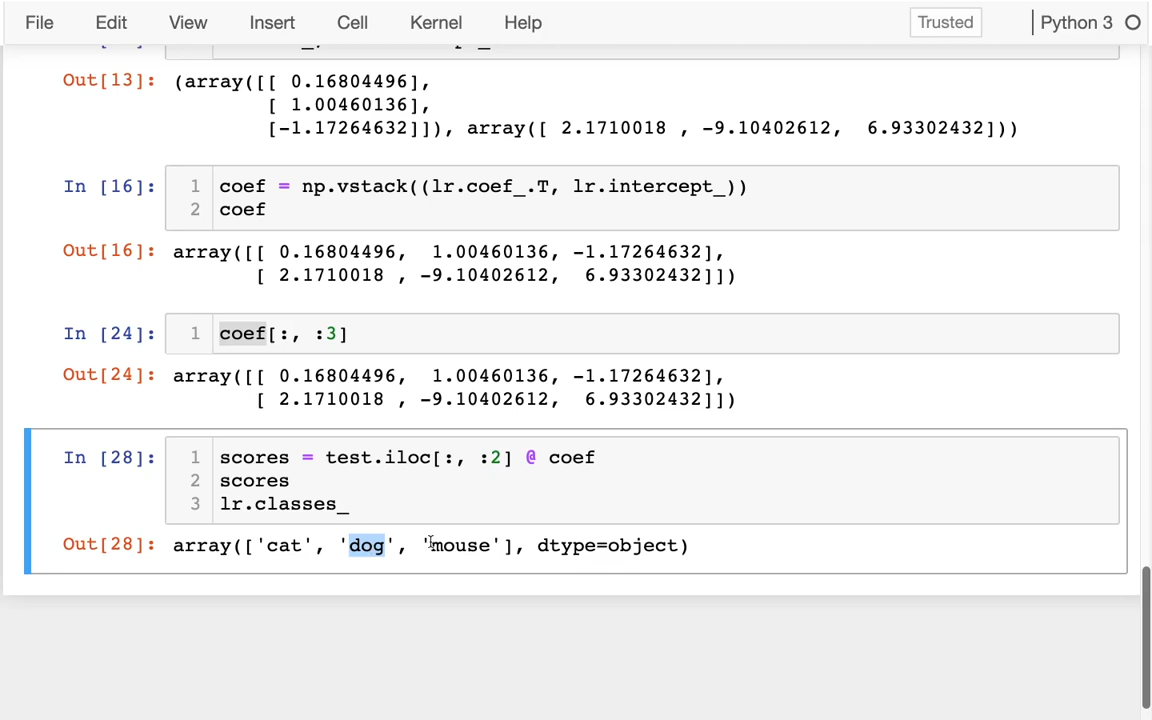 File Edit View Insert Cell Kernel Help Trusted Python 3
Out[13]: (array([[ 0.16804496],
[ 1.00460136],
[-1.17264632]]), array([ 2.1710018 , -9.10402612,  6.93302432]))
In [16]: 1 coef = np.vstack((lr.coef_.T, lr.intercept_))
2 coef
Out[16]: array([[ 0.16804496,  1.00460136, -1.17264632],
[ 2.1710018 , -9.10402612,  6.93302432]])
In [24]: 1 coef[:, :3]
Out[24]: array([[ 0.16804496,  1.00460136, -1.17264632],
[ 2.1710018 , -9.10402612,  6.93302432]])
In [28]: 1 scores = test.iloc[:, :2] @ coef
2 scores
3 lr.classes_
Out[28]: array(['cat', 'dog', 'mouse'], dtype=object)